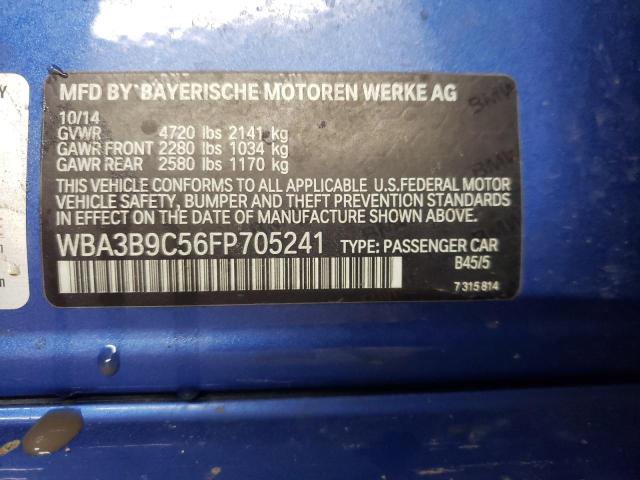 MFD BY BAYERISCHE MOTOREN WERKE AG
10/14
GVWR 4720 lbs 2141 kg
GAWR FRONT 2280 lbs 1034 kg
GAWR REAR 2580 lbs 1170 kg
THIS VEHICLE CONFORMS TO ALL APPLICABLE U.S.FEDERAL MOTOR
VEHICLE SAFETY, BUMPER AND THEFT PREVENTION STANDARDS
IN EFFECT ON THE DATE OF MANUFACTURE SHOWN ABOVE.
WBA3B9C56FP705241 TYPE: PASSENGER CAR
B45/5
7 315 814
BMW
BMW